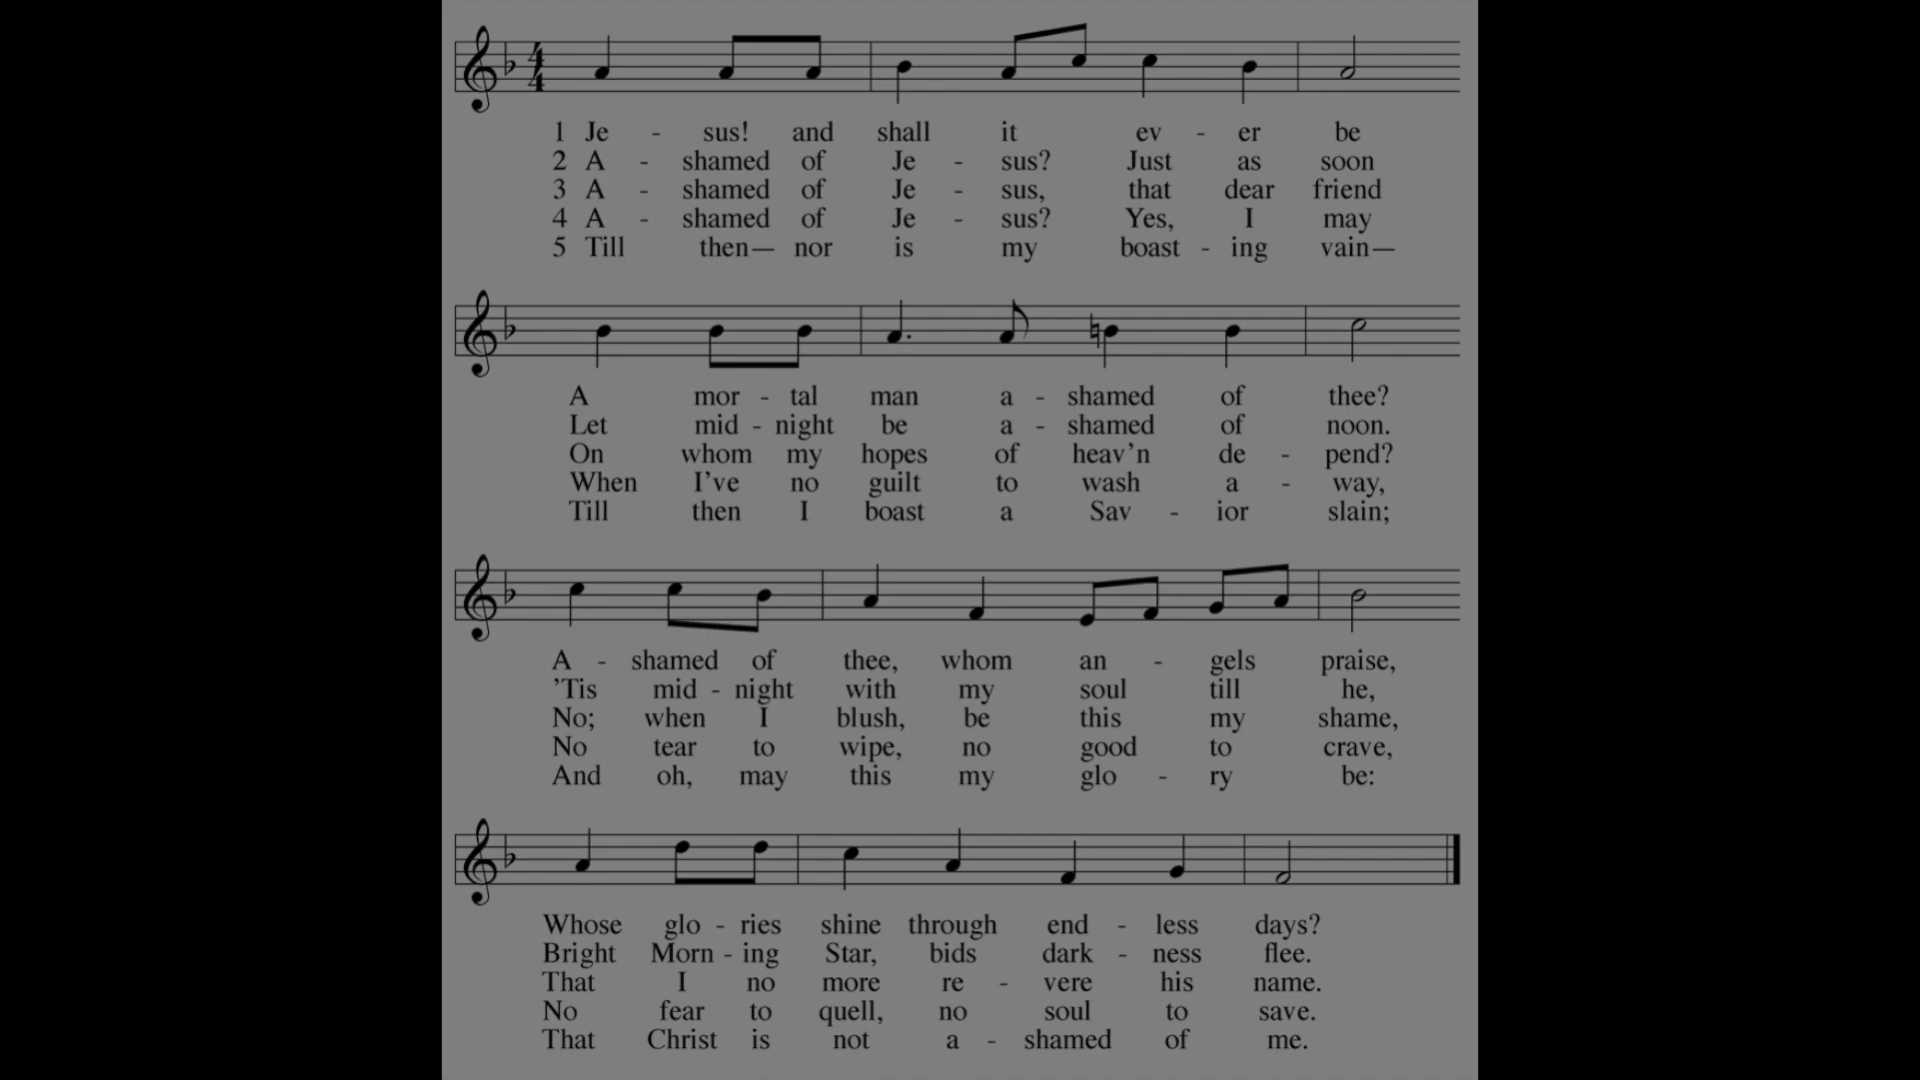 4
4
1 Je - sus! and shall it ev - er be
2 A - shamed of Je - sus? Just as soon
3 A - shamed of Je - sus, that dear friend
4 A - shamed of Je - sus? Yes, I may
5 Till then— nor is my boast - ing vain—
A mor - tal man a - shamed of thee?
Let mid - night be a - shamed of noon.
On whom my hopes of heav’n de - pend?
When I’ve no guilt to wash a - way,
Till then I boast a Sav - ior slain;
A - shamed of thee, whom an - gels praise,
’Tis mid - night with my soul till he,
No; when I blush, be this my shame,
No tear to wipe, no good to crave,
And oh, may this my glo - ry be:
Whose glo - ries shine through end - less days?
Bright Morn - ing Star, bids dark - ness flee.
That I no more re - vere his name.
No fear to quell, no soul to save.
That Christ is not a - shamed of me.